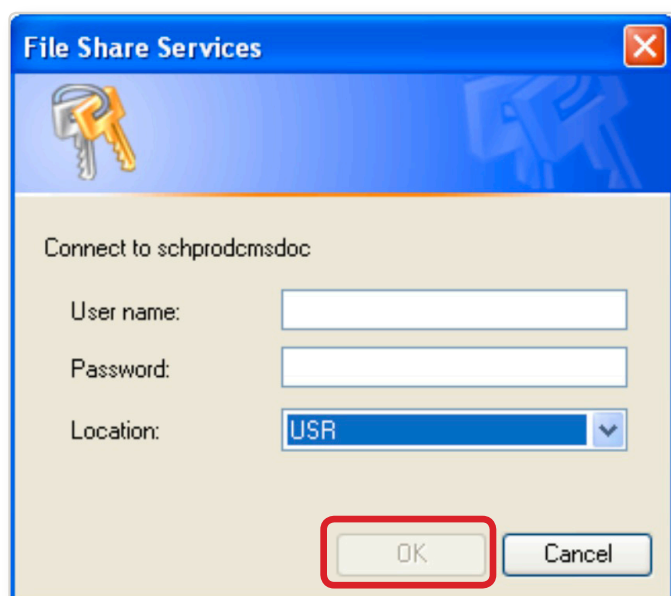 File Share Services
Connect to schprodcmsdoc
User name:
Password:
Location: USR
OK Cancel